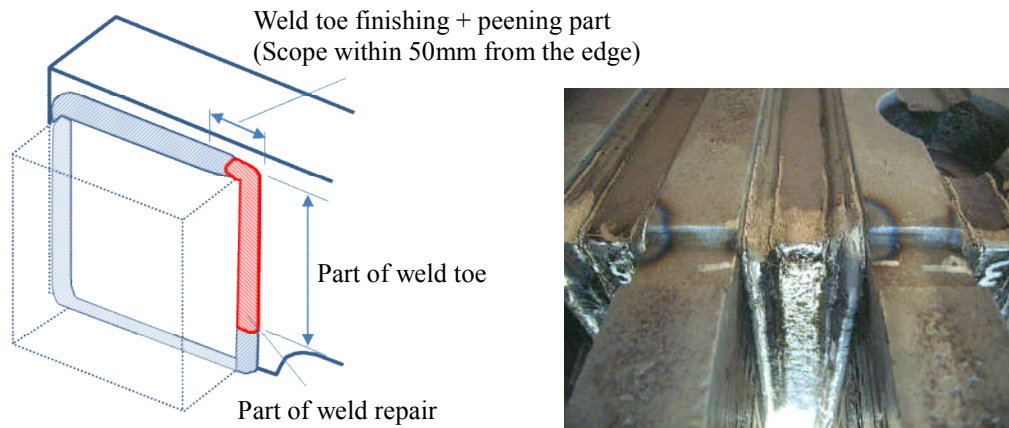 Weld toe finishing + peening part
(Scope within 50mm from the edge)
Part of weld toe
Part of weld repair